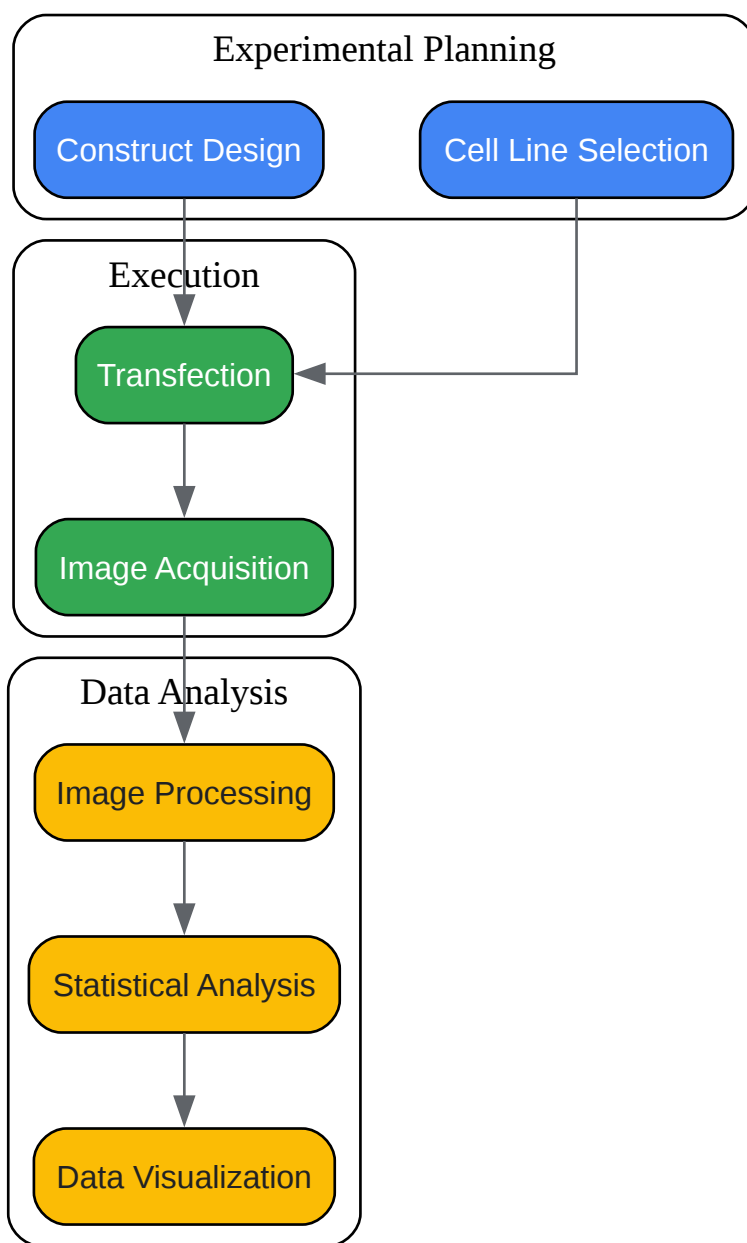 Experimental Planning
Construct Design
Cell Line Selection
Execution
Transfection
Image Acquisition
Data Analysis
Image Processing
Statistical Analysis
Data Visualization